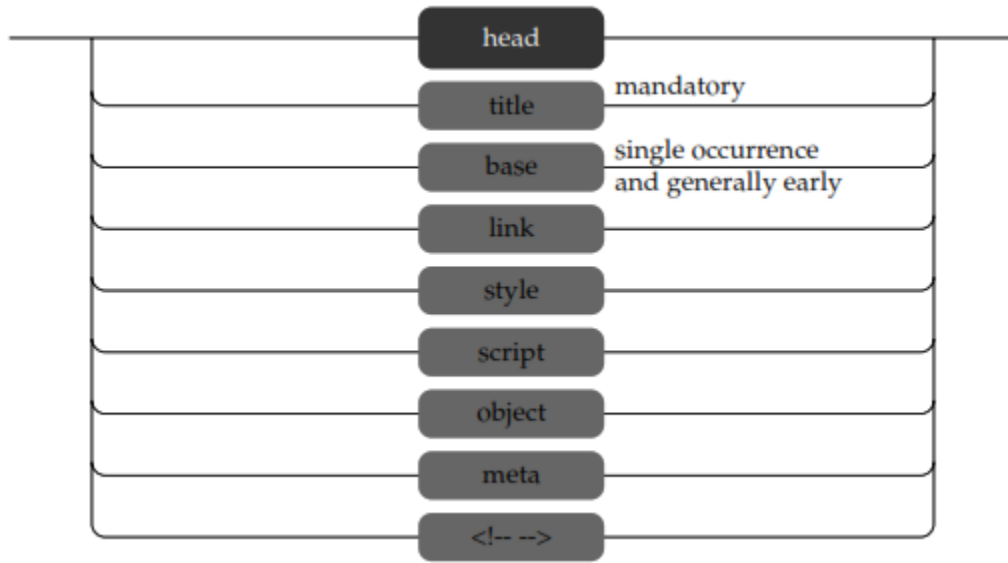 head
title
mandatory
base
single occurrence
and generally early
link
style
script
object
meta
<!-- -->